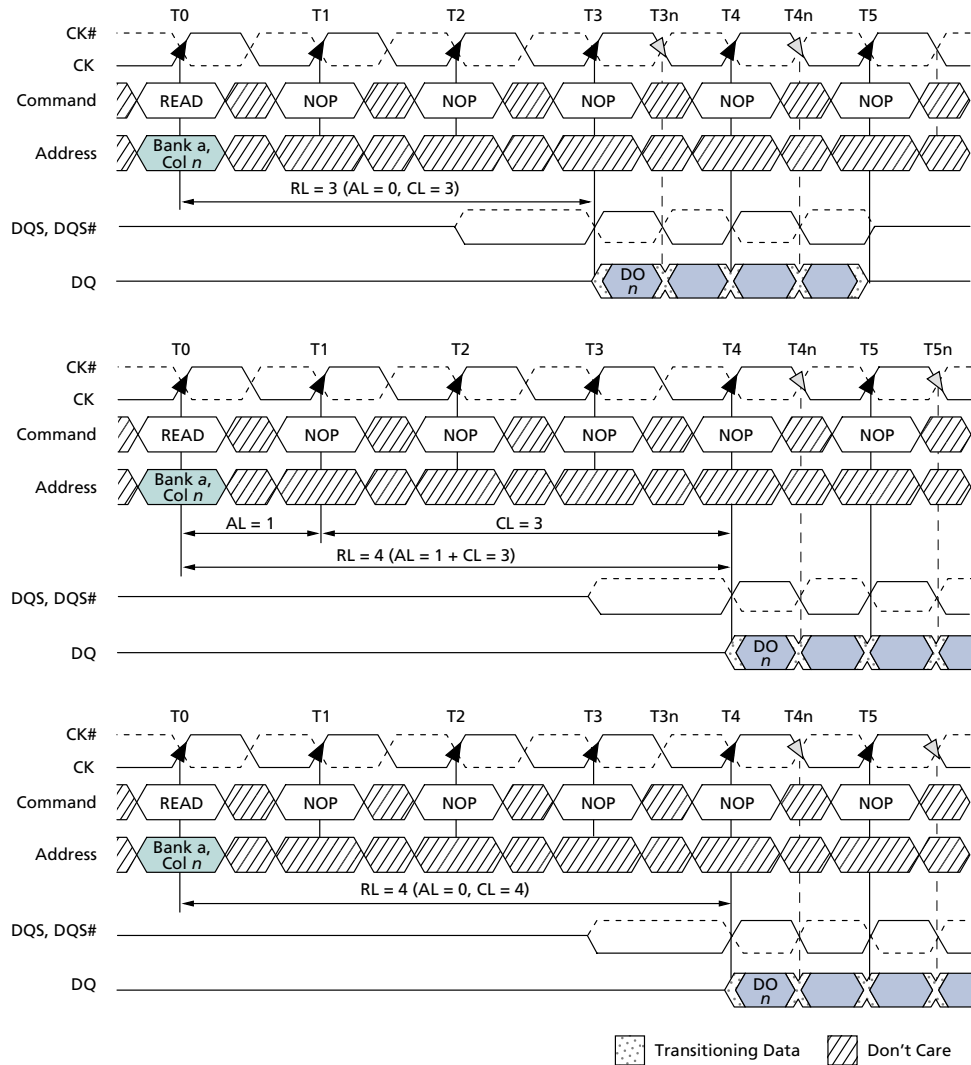 T0 T1 T2 T3 T3n T4 T4n T5
CK#
CK
Command READ NOP NOP NOP NOP NOP
Address Bank a,
Col n
RL = 3 (AL = 0, CL = 3)
DQS, DQS#
DQ DO
n
T0 T1 T2 T3 T4 T4n T5 T5n
CK#
CK
Command READ NOP NOP NOP NOP NOP
Address Bank a,
Col n
AL = 1 CL = 3
RL = 4 (AL = 1 + CL = 3)
DQS, DQS#
DQ DO
n
T0 T1 T2 T3 T3n T4 T4n T5
CK#
CK
Command READ NOP NOP NOP NOP NOP
Address Bank a,
Col n
RL = 4 (AL = 0, CL = 4)
DQS, DQS#
DQ DO
n
Transitioning Data Don't Care